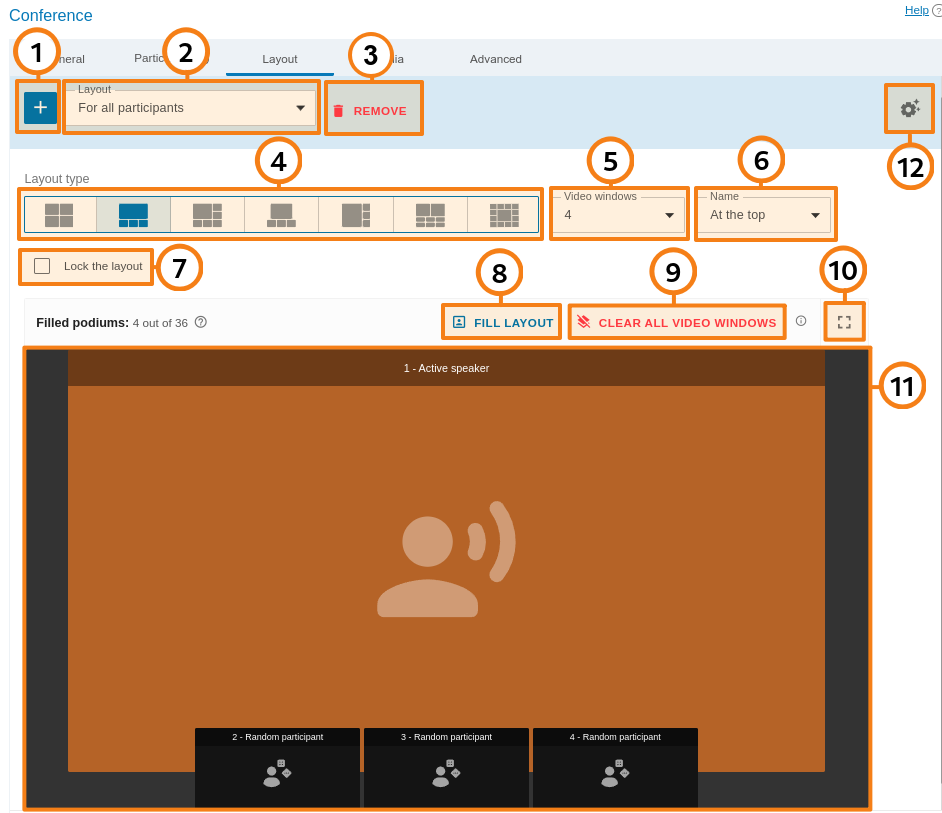 Conference
Help ?
1
2
3
neral Partic Layout ia Advanced
Layout
+ For all participants
REMOVE
12
4
5
6
Layout type
Video windows
4
Name
At the top
Lock the layout
7
8
9
10
Filled podiums: 4 out of 36 ?
FILL LAYOUT
CLEAR ALL VIDEO WINDOWS
11
1 - Active speaker
2 - Random participant
3 - Random participant
4 - Random participant